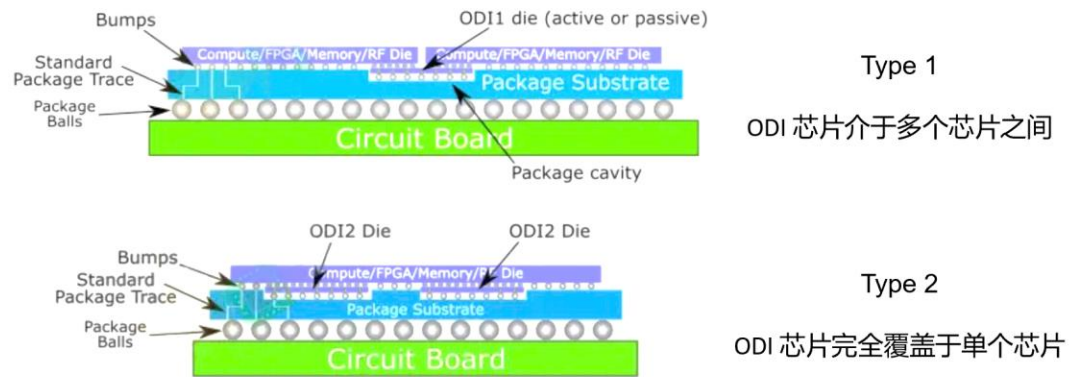 ODI1 die (active or passive)
Bumps
Compute/FPGA/Memory/RF Die
Compute/FPGA/Memory/RF Die
Standard
Package Trace
Package Substrate
Package
Balls
Circuit Board
Package cavity
Type 1
ODI 芯片介于多个芯片之间
ODI2 Die
ODI2 Die
Bumps
Compute/FPGA/Memory/RF Die
Standard
Package Trace
Package Substrate
Package
Balls
Circuit Board
Type 2
ODI 芯片完全覆盖于单个芯片